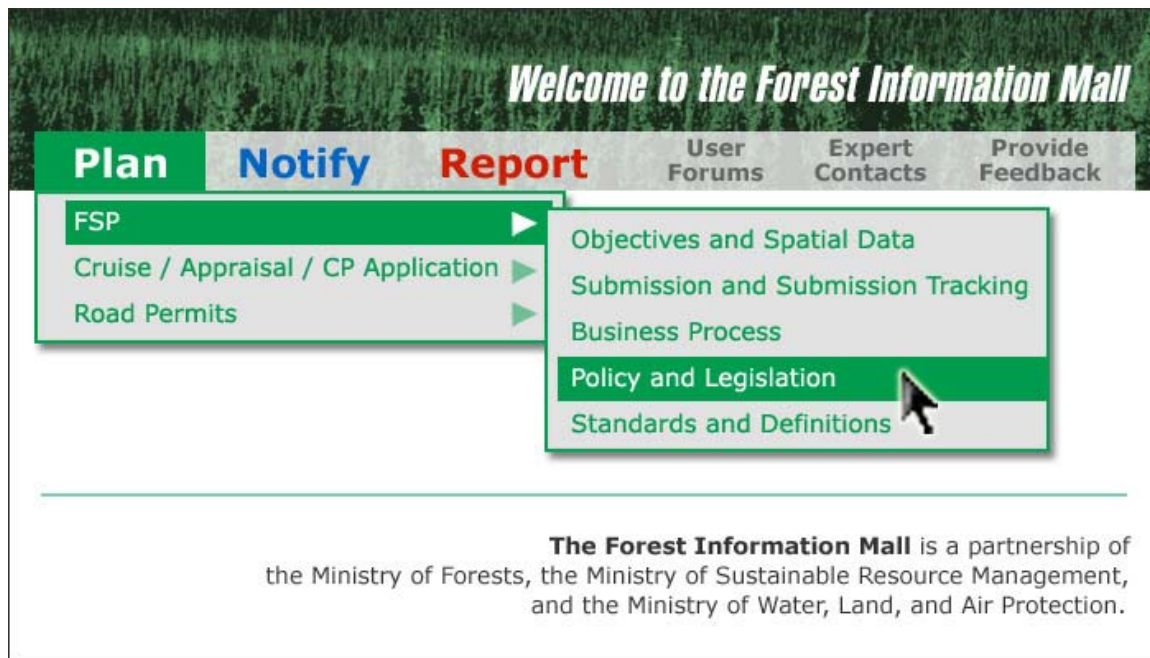 Welcome to the Forest Information Mall
Plan
Notify
Report
User
Forums
Expert
Contacts
Provide
Feedback
FSP
Cruise / Appraisal / CP Application
Road Permits
Objectives and Spatial Data
Submission and Submission Tracking
Business Process
Policy and Legislation
Standards and Definitions
The Forest Information Mall is a partnership of
the Ministry of Forests, the Ministry of Sustainable Resource Management,
and the Ministry of Water, Land, and Air Protection.